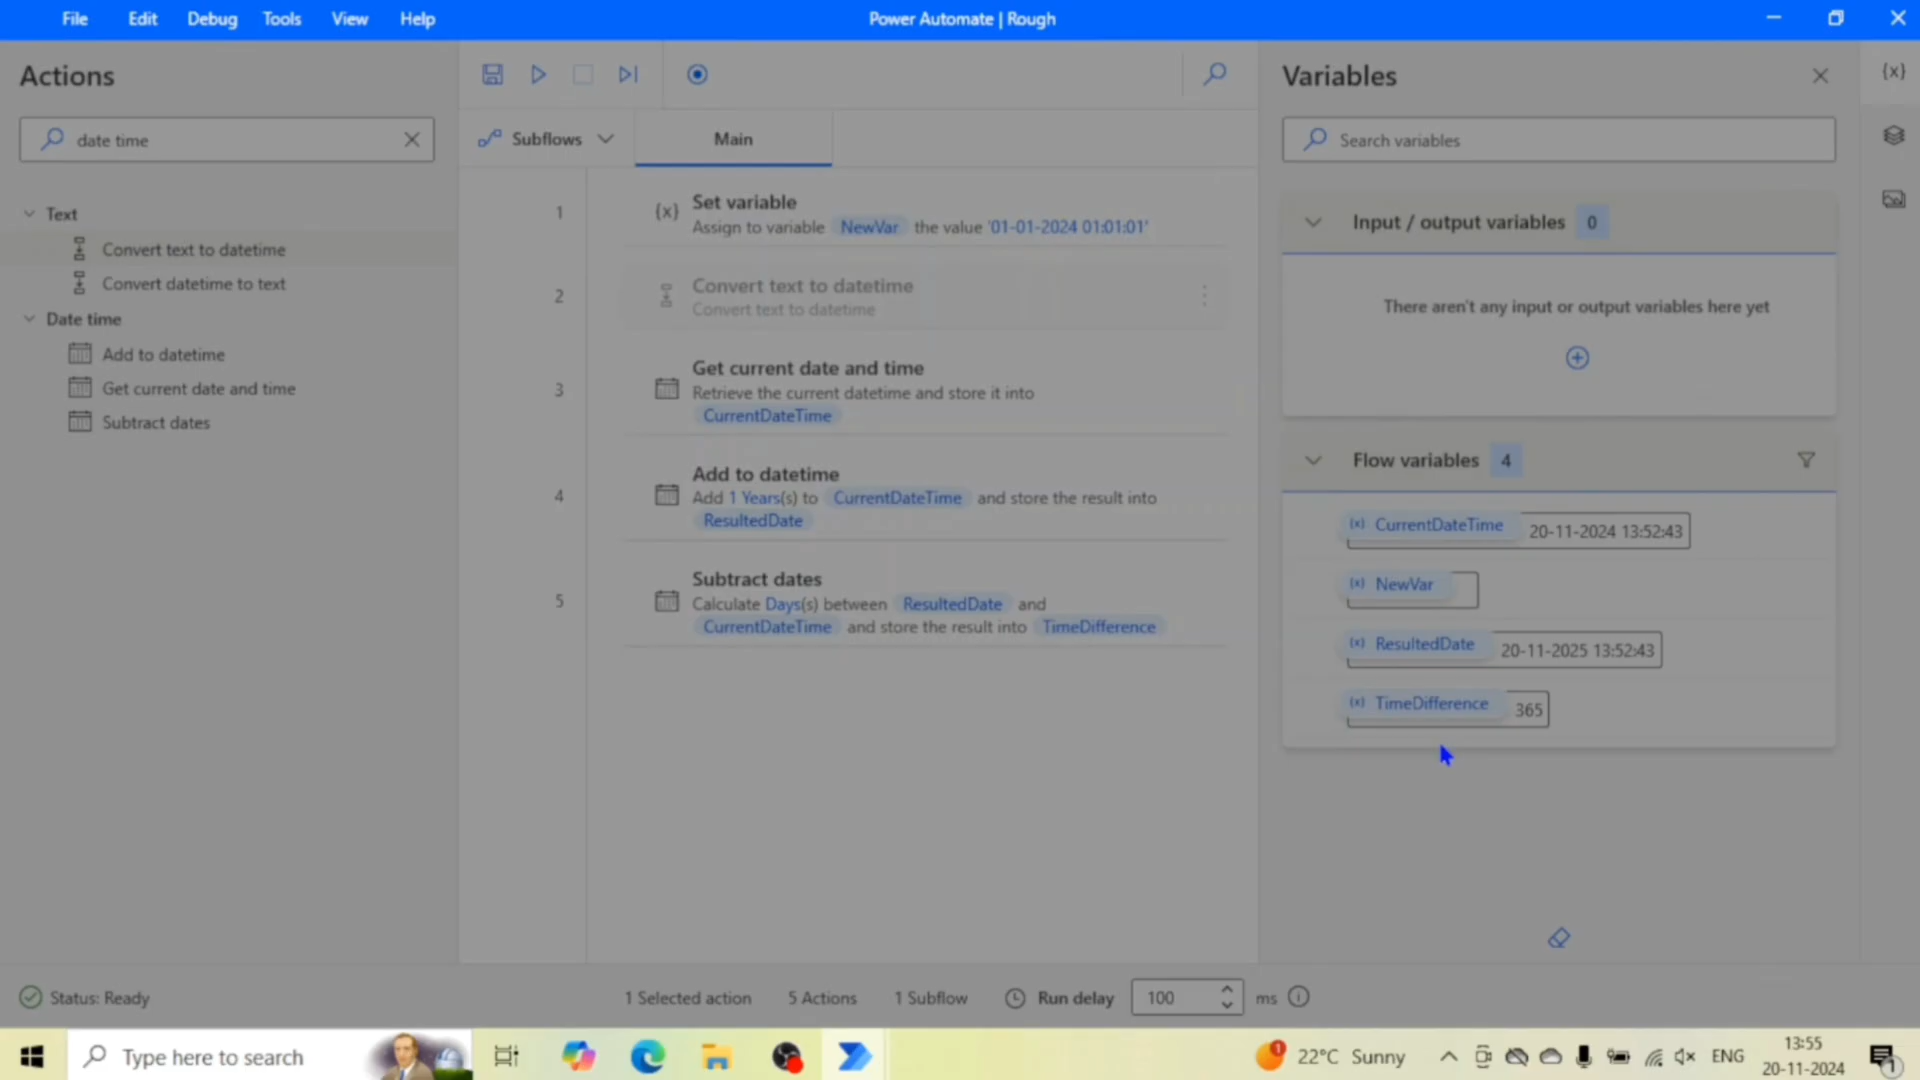 File Edit Debug Tools View Help Power Automate | Rough
Actions
date time
Text
Convert text to datetime
Convert datetime to text
Date time
Add to datetime
Get current date and time
Subtract dates
Subflows Main
1 {x} Set variable
Assign to variable NewVar the value '01-01-2024 01:01:01'
2 Convert text to datetime
Convert text to datetime
3 Get current date and time
Retrieve the current datetime and store it into
CurrentDateTime
4 Add to datetime
Add 1 Years(s) to CurrentDateTime and store the result into
ResultedDate
5 Subtract dates
Calculate Days(s) between ResultedDate and
CurrentDateTime and store the result into TimeDifference
Variables {x}
Search variables
Input / output variables 0
There aren't any input or output variables here yet
Flow variables 4
(x) CurrentDateTime 20-11-2024 13:52:43
(x) NewVar
(x) ResultedDate 20-11-2025 13:52:43
(x) TimeDifference 365
Status: Ready 1 Selected action 5 Actions 1 Subflow Run delay 100 ms
Type here to search 1 22°C Sunny ENG 13:55
20-11-2024 1